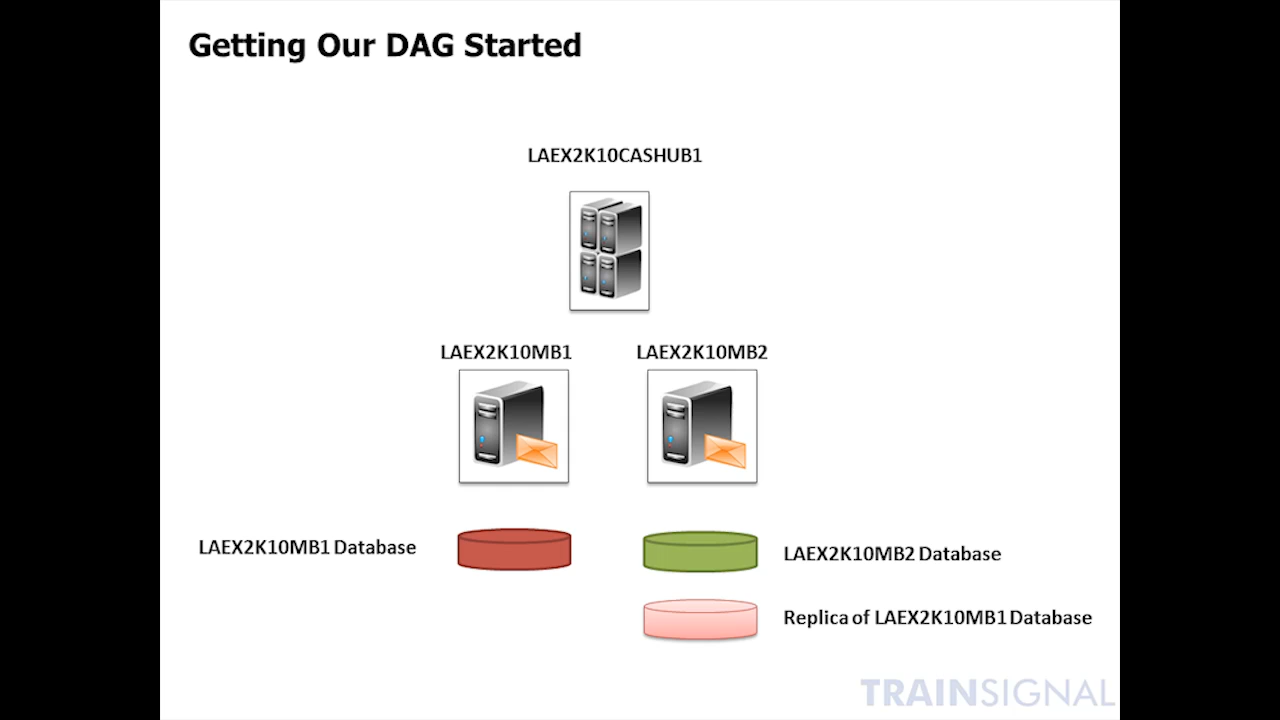 Getting Our DAG Started
LAEX2K10CASHUB1
LAEX2K10MB1
LAEX2K10MB2
LAEX2K10MB1 Database
LAEX2K10MB2 Database
Replica of LAEX2K10MB1 Database
TRAINSIGNAL